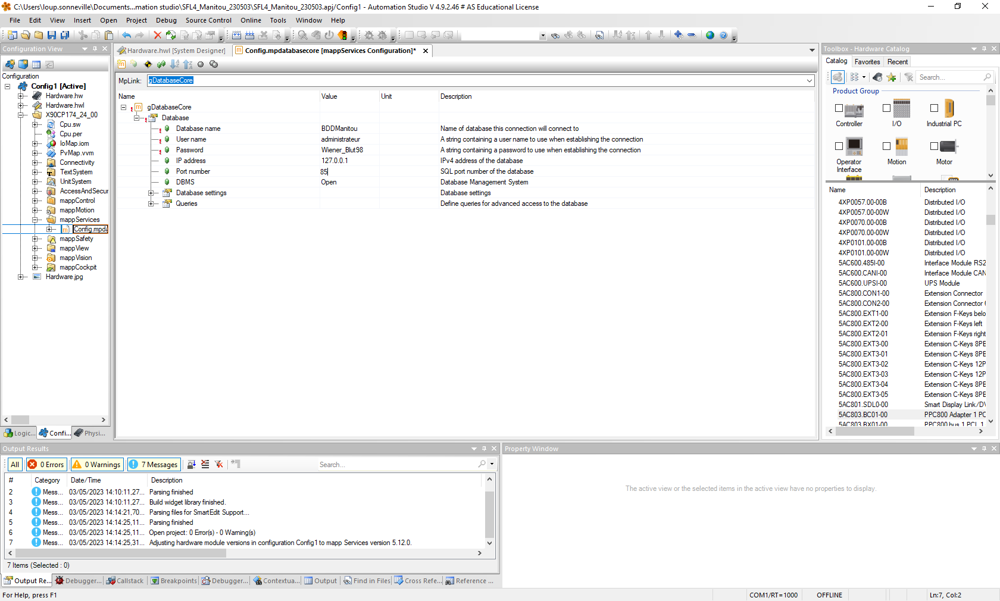 C:\Users\loup.sonneville\Documents...mation studio\SFL4_Manitou_230503\SFL4_Manitou_230503.apj/Config1 - Automation Studio V 4.9.2.46 # AS Educational License
File Edit View Insert Open Project Debug Source Control Online Tools Window Help
Configuration View
Configuration
Config1 [Active]
Hardware.hw
Hardware.hwl
X90CP174_24_00
Cpu.sw
Cpu.per
IoMap.iom
PvMap.vvm
Connectivity
TextSystem
UnitSystem
AccessAndSecur
mappControl
mappMotion
mappServices
Config.mpda
mappSafety
mappView
mappVision
mappCockpit
Hardware.jpg
Logic... Confi... Physi...
Hardware.hwl [System Designer] Config.mpdatabasecore [mappServices Configuration]*
MpLink: gDatabaseCore
Name Value Unit Description
gDatabaseCore
Database
Database name BDDManitou Name of database this connection will connect to
User name administrateur A string containing a user name to use when establishing the connection
Password Wiener_Blut98 A string containing a password to use when establishing the connection
IP address 127.0.0.1 IPv4 address of the database
Port number 85 SQL port number of the database
DBMS Open Database Management System
Database settings Database settings
Queries Define queries for advanced access to the database
Toolbox - Hardware Catalog
Catalog Favorites Recent
Search...
Product Group
Controller I/O Industrial PC
Operator Interface Motion Motor
Name Description
4XP0057.00-00B Distributed I/O
4XP0057.00-00W Distributed I/O
4XP0070.00-00B Distributed I/O
4XP0070.00-00W Distributed I/O
4XP0101.00-00B Distributed I/O
4XP0101.00-00W Distributed I/O
5AC600.485I-00 Interface Module RS2
5AC600.CANI-00 Interface Module CAN
5AC600.UPSI-00 UPS Module
5AC800.CON1-00 Extension Connector
5AC800.CON2-00 Extension Connector
5AC800.EXT1-00 Extension F-Keys belo
5AC800.EXT2-00 Extension F-Keys left
5AC800.EXT2-01 Extension F-Keys right
5AC800.EXT3-00 Extension C-Keys 8PE
5AC800.EXT3-01 Extension C-Keys 8PE
5AC800.EXT3-02 Extension C-Keys 12P
5AC800.EXT3-03 Extension C-Keys 12P
5AC800.EXT3-04 Extension C-Keys 8PE
5AC800.EXT3-05 Extension C-Keys 8PE
5AC801.SDL0-00 Smart Display Link/DV
5AC803.BC01-00 PPC800 Adapter 1 PC
5AC803.BX01-00 PPC800 bus 1 PCI, 1
Output Results
All 0 Errors 0 Warnings 7 Messages Search...
# Category Date/Time Description
2 Mess... 03/05/2023 14:10:11,27... Parsing finished
3 Mess... 03/05/2023 14:10:11,27... Build widget library finished.
4 Mess... 03/05/2023 14:14:21,70... Parsing files for SmartEdit Support...
5 Mess... 03/05/2023 14:14:25,11... Parsing finished
6 Mess... 03/05/2023 14:14:25,11... Open project: 0 Error(s) - 0 Warning(s)
7 Mess... 03/05/2023 14:14:25,31... Adjusting hardware module versions in configuration Config1 to mapp Services version 5.12.0.
7 Items (Selected : 0)
Output Re... Debugger... Callstack Breakpoints Debugger... Contextua... Output Find in Files Cross Refe... Reference ...
Property Window
The active view or the selected items in the active view have no properties to display.
For Help, press F1 COM1/RT=1000 OFFLINE Ln:7, Col:2